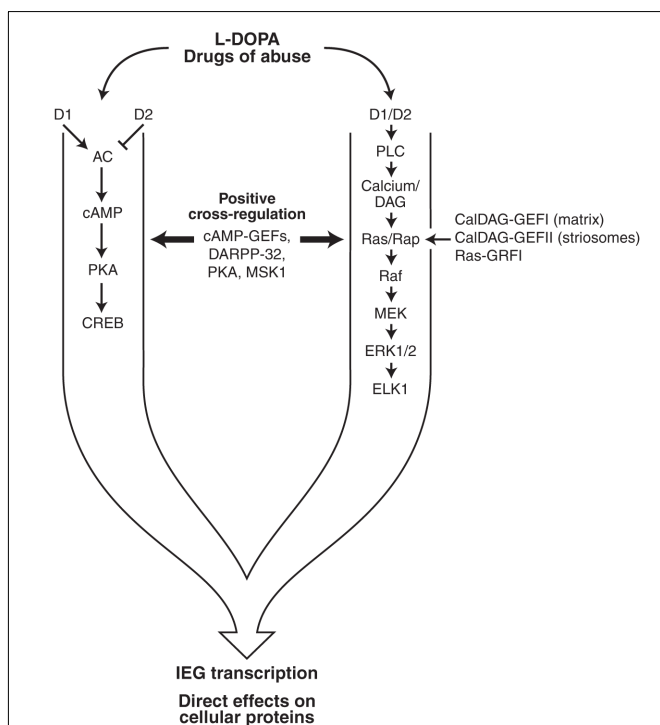 L-DOPA
Drugs of abuse
D1
D2
AC
cAMP
PKA
CREB
Positive
cross-regulation
cAMP-GEFs,
DARPP-32,
PKA, MSK1
D1/D2
PLC
Calcium/
DAG
Ras/Rap
Raf
MEK
ERK1/2
ELK1
CalDAG-GEFI (matrix)
CalDAG-GEFII (striosomes)
Ras-GRFI
IEG transcription
Direct effects on
cellular proteins